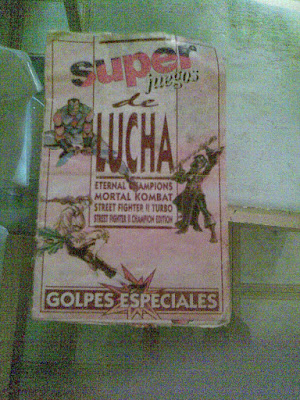 super
juegos
de
LUCHA
ETERNAL CHAMPIONS
MORTAL KOMBAT
STREET FIGHTER II TURBO
STREET FIGHTER II CHAMPION EDITION
GOLPES ESPECIALES